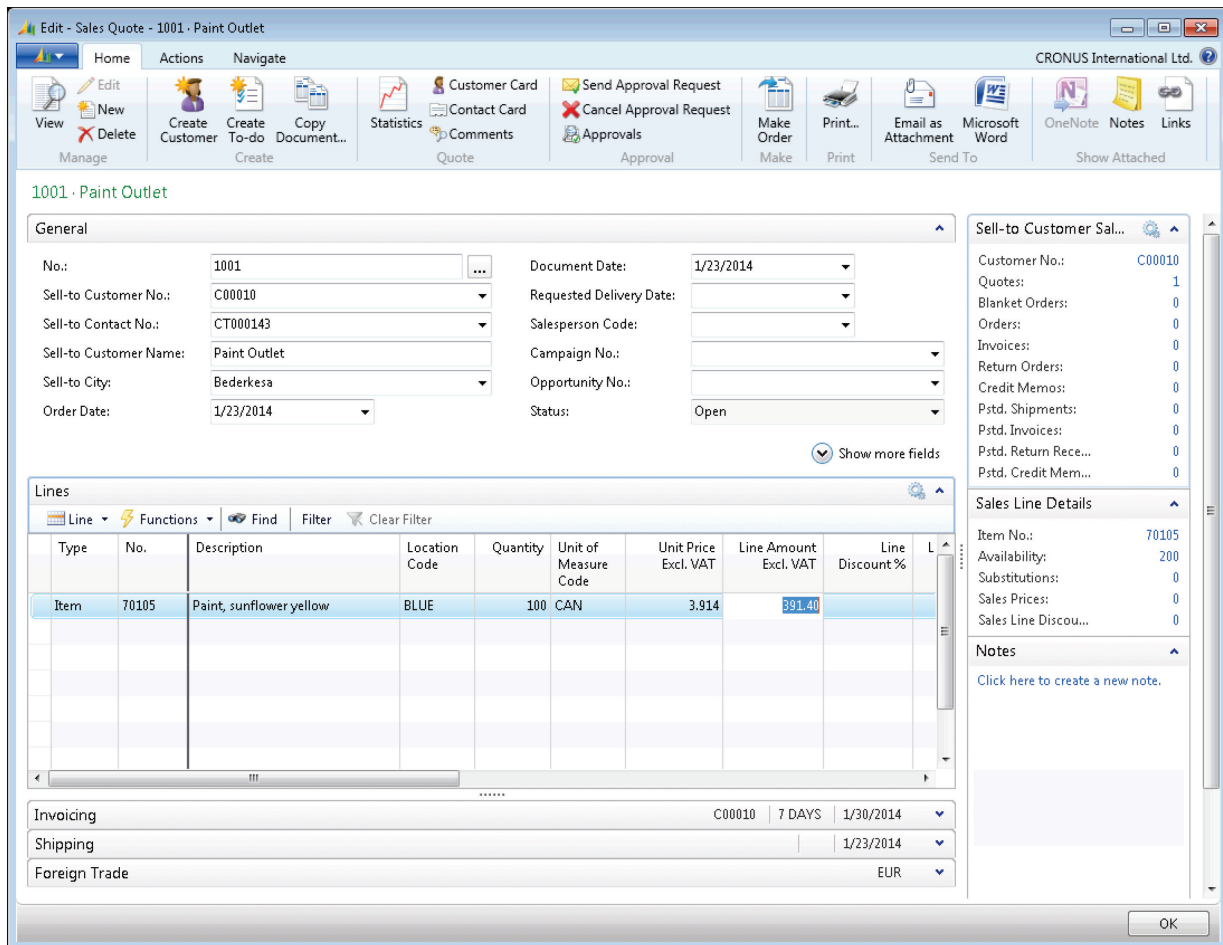 Edit - Sales Quote - 1001 · Paint Outlet
Home Actions Navigate CRONUS International Ltd.
View
Edit
New
Delete
Manage
Create Customer
Create To-do
Copy Document...
Create
Statistics
Customer Card
Contact Card
Comments
Quote
Send Approval Request
Cancel Approval Request
Approvals
Approval
Make Order
Make
Print...
Print
Email as Attachment
Microsoft Word
Send To
OneNote
Notes
Links
Show Attached
1001 · Paint Outlet
General
No.: 1001 ...
Sell-to Customer No.: C00010
Sell-to Contact No.: CT000143
Sell-to Customer Name: Paint Outlet
Sell-to City: Bederkesa
Order Date: 1/23/2014
Document Date: 1/23/2014
Requested Delivery Date:
Salesperson Code:
Campaign No.:
Opportunity No.:
Status: Open
Show more fields
Lines
Line Functions Find Filter Clear Filter
Type No. Description Location Code Quantity Unit of Measure Code Unit Price Excl. VAT Line Amount Excl. VAT Line Discount % L
Item 70105 Paint, sunflower yellow BLUE 100 CAN 3.914 391.40
Invoicing C00010 7 DAYS 1/30/2014
Shipping 1/23/2014
Foreign Trade EUR
Sell-to Customer Sal...
Customer No.: C00010
Quotes: 1
Blanket Orders: 0
Orders: 0
Invoices: 0
Return Orders: 0
Credit Memos: 0
Pstd. Shipments: 0
Pstd. Invoices: 0
Pstd. Return Rece... 0
Pstd. Credit Mem... 0
Sales Line Details
Item No.: 70105
Availability: 200
Substitutions: 0
Sales Prices: 0
Sales Line Discou... 0
Notes
Click here to create a new note.
OK